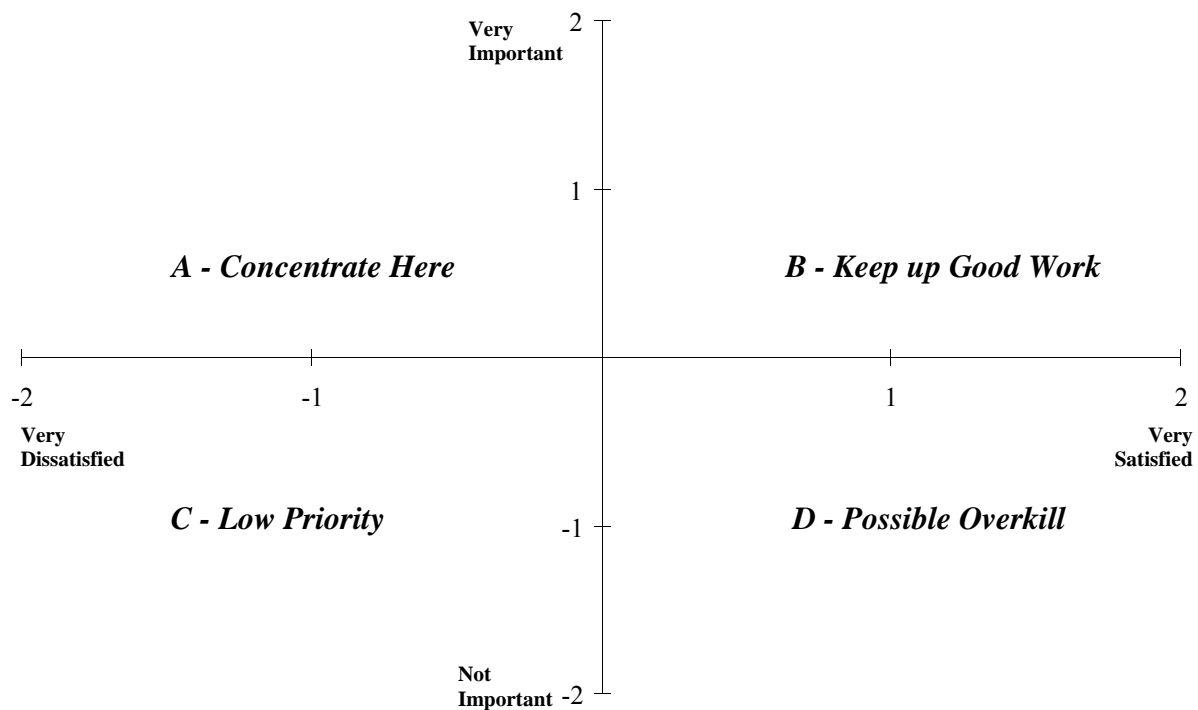 Very 2
Important
1
A - Concentrate Here B - Keep up Good Work
-2 -1 1 2
Very Very
Dissatisfied Satisfied
C - Low Priority D - Possible Overkill
-1
Not
Important -2